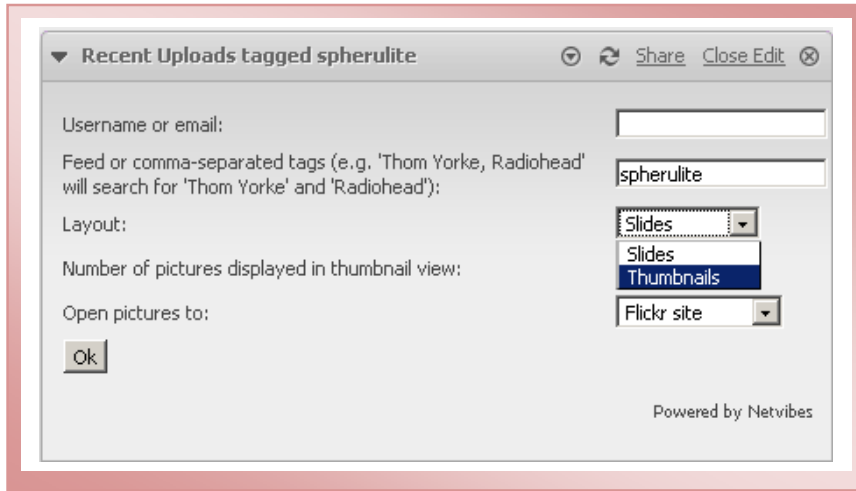 Recent Uploads tagged spherulite Share Close Edit
Username or email:
Feed or comma-separated tags (e.g. 'Thom Yorke, Radiohead'
will search for 'Thom Yorke' and 'Radiohead'):
spherulite
Layout:
Slides
Slides
Thumbnails
Number of pictures displayed in thumbnail view:
Open pictures to:
Flickr site
Ok
Powered by Netvibes